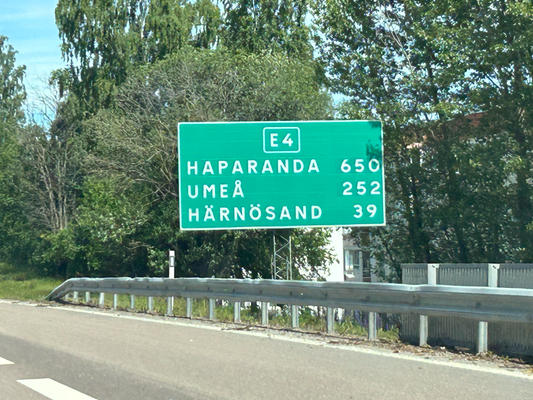 E4
HAPARANDA 650
UMEÅ 252
HÄRNÖSAND 39